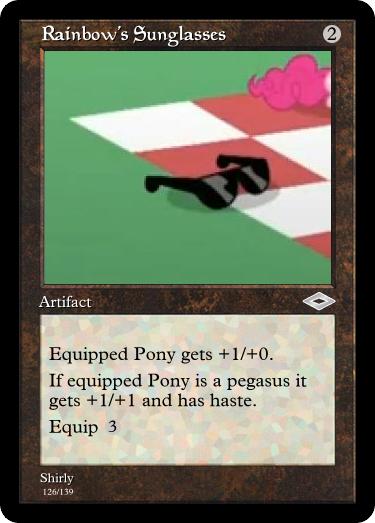 Rainbow's Sunglasses 2
Artifact
Equipped Pony gets +1/+0.
If equipped Pony is a pegasus it
gets +1/+1 and has haste.
Equip 3
Shirly
126/139